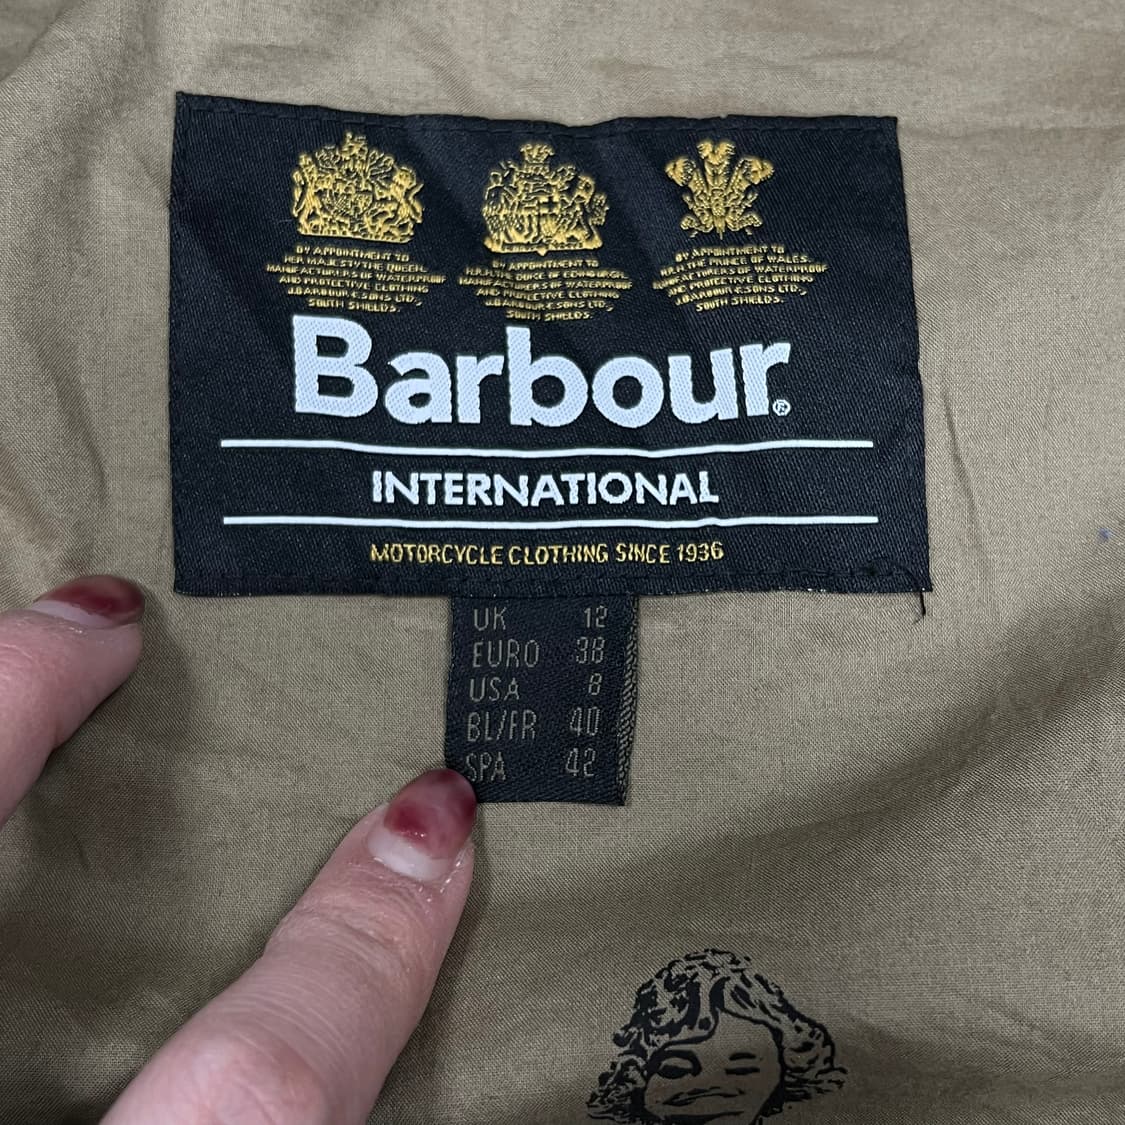 BY APPOINTMENT TO
H.R. MAJESTY THE QUEEN.
MANUFACTURERS OF WATERPROOF
AND PROTECTIVE CLOTHING
J.BARBOUR & SONS LTD.,
SOUTH SHIELDS.
BY APPOINTMENT TO
H.R.H. THE DUKE OF EDINBURGH.
MANUFACTURERS OF WATERPROOF
AND PROTECTIVE CLOTHING
J.BARBOUR & SONS LTD.,
SOUTH SHIELDS.
BY APPOINTMENT TO
H.R.H. THE PRINCE OF WALES.
MANUFACTURERS OF WATERPROOF
AND PROTECTIVE CLOTHING
J.BARBOUR & SONS LTD.,
SOUTH SHIELDS.
Barbour®
INTERNATIONAL
MOTORCYCLE CLOTHING SINCE 1936
UK 12
EURO 38
USA 8
BL/FR 40
SPA 42